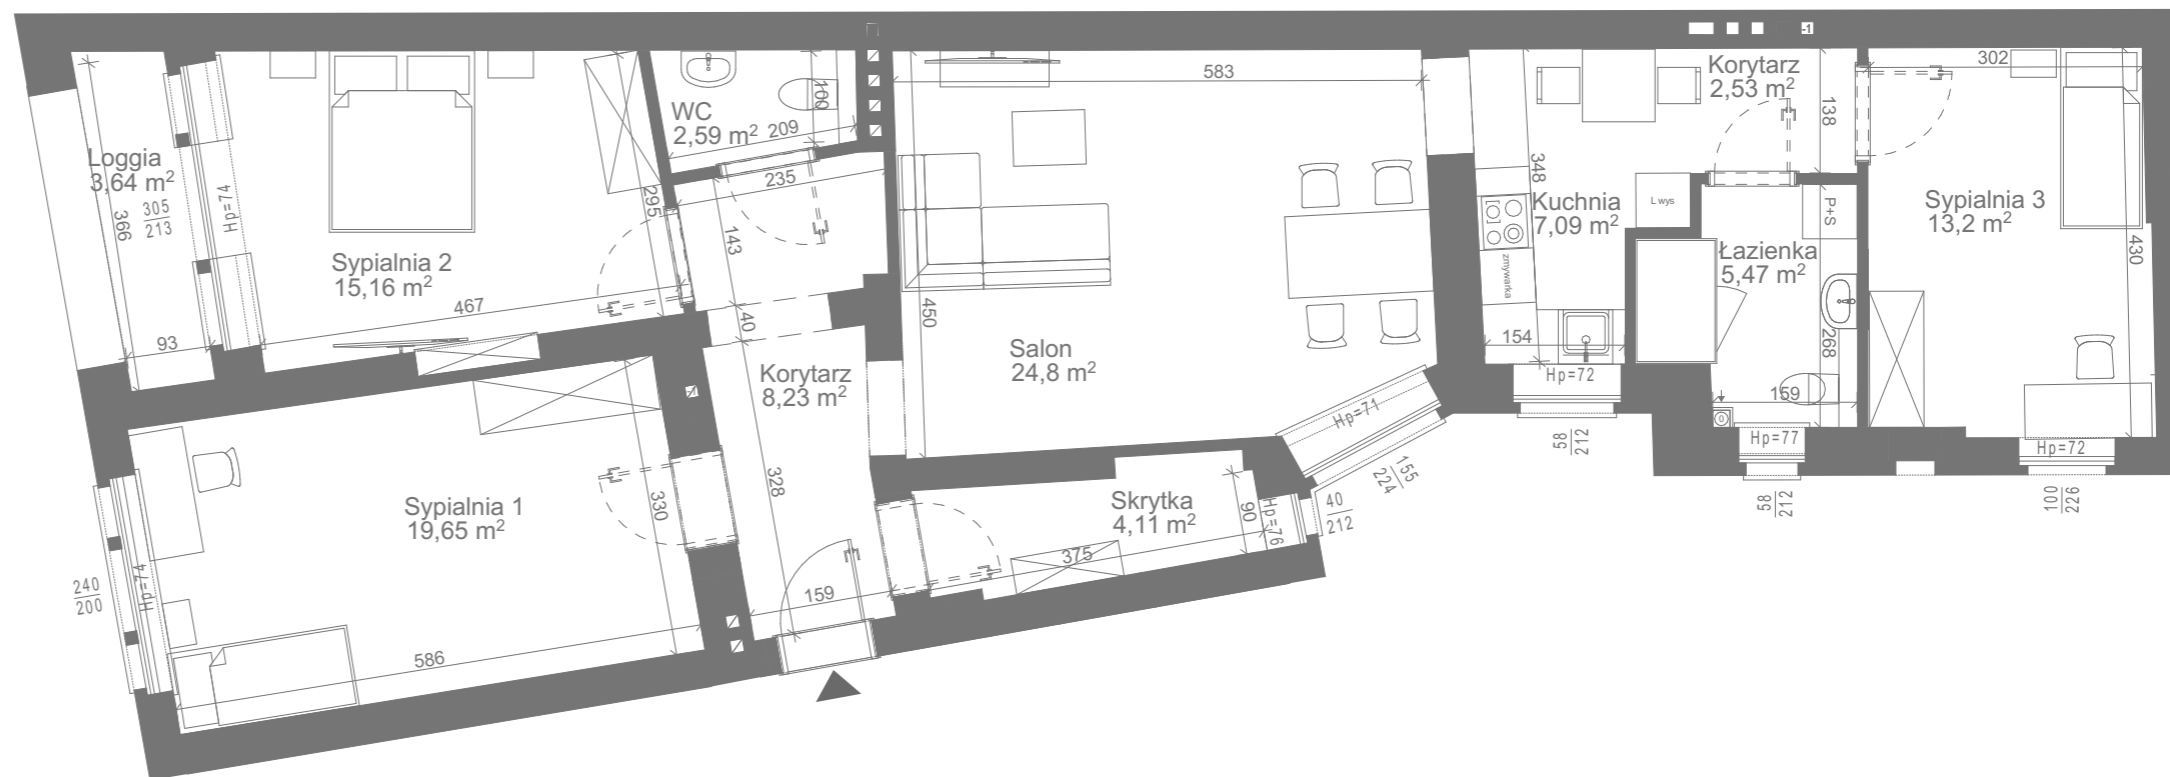 Loggia
3,64 m²
305
213
366
93
Hp=74
Sypialnia 2
15,16 m²
467
295
WC
2,59 m²
100
209
235
143
40
Korytarz
8,23 m²
328
159
Sypialnia 1
19,65 m²
330
586
240
200
Hp=74
Salon
24,8 m²
583
450
Hp=71
155
224
Skrytka
4,11 m²
90
375
Hp=76
40
212
Kuchnia
7,09 m²
348
154
zmywarka
L wys
Hp=72
58
212
Korytarz
2,53 m²
138
-1
Łazienka
5,47 m²
P+S
268
159
Hp=77
58
212
Sypialnia 3
13,2 m²
302
430
Hp=72
100
226